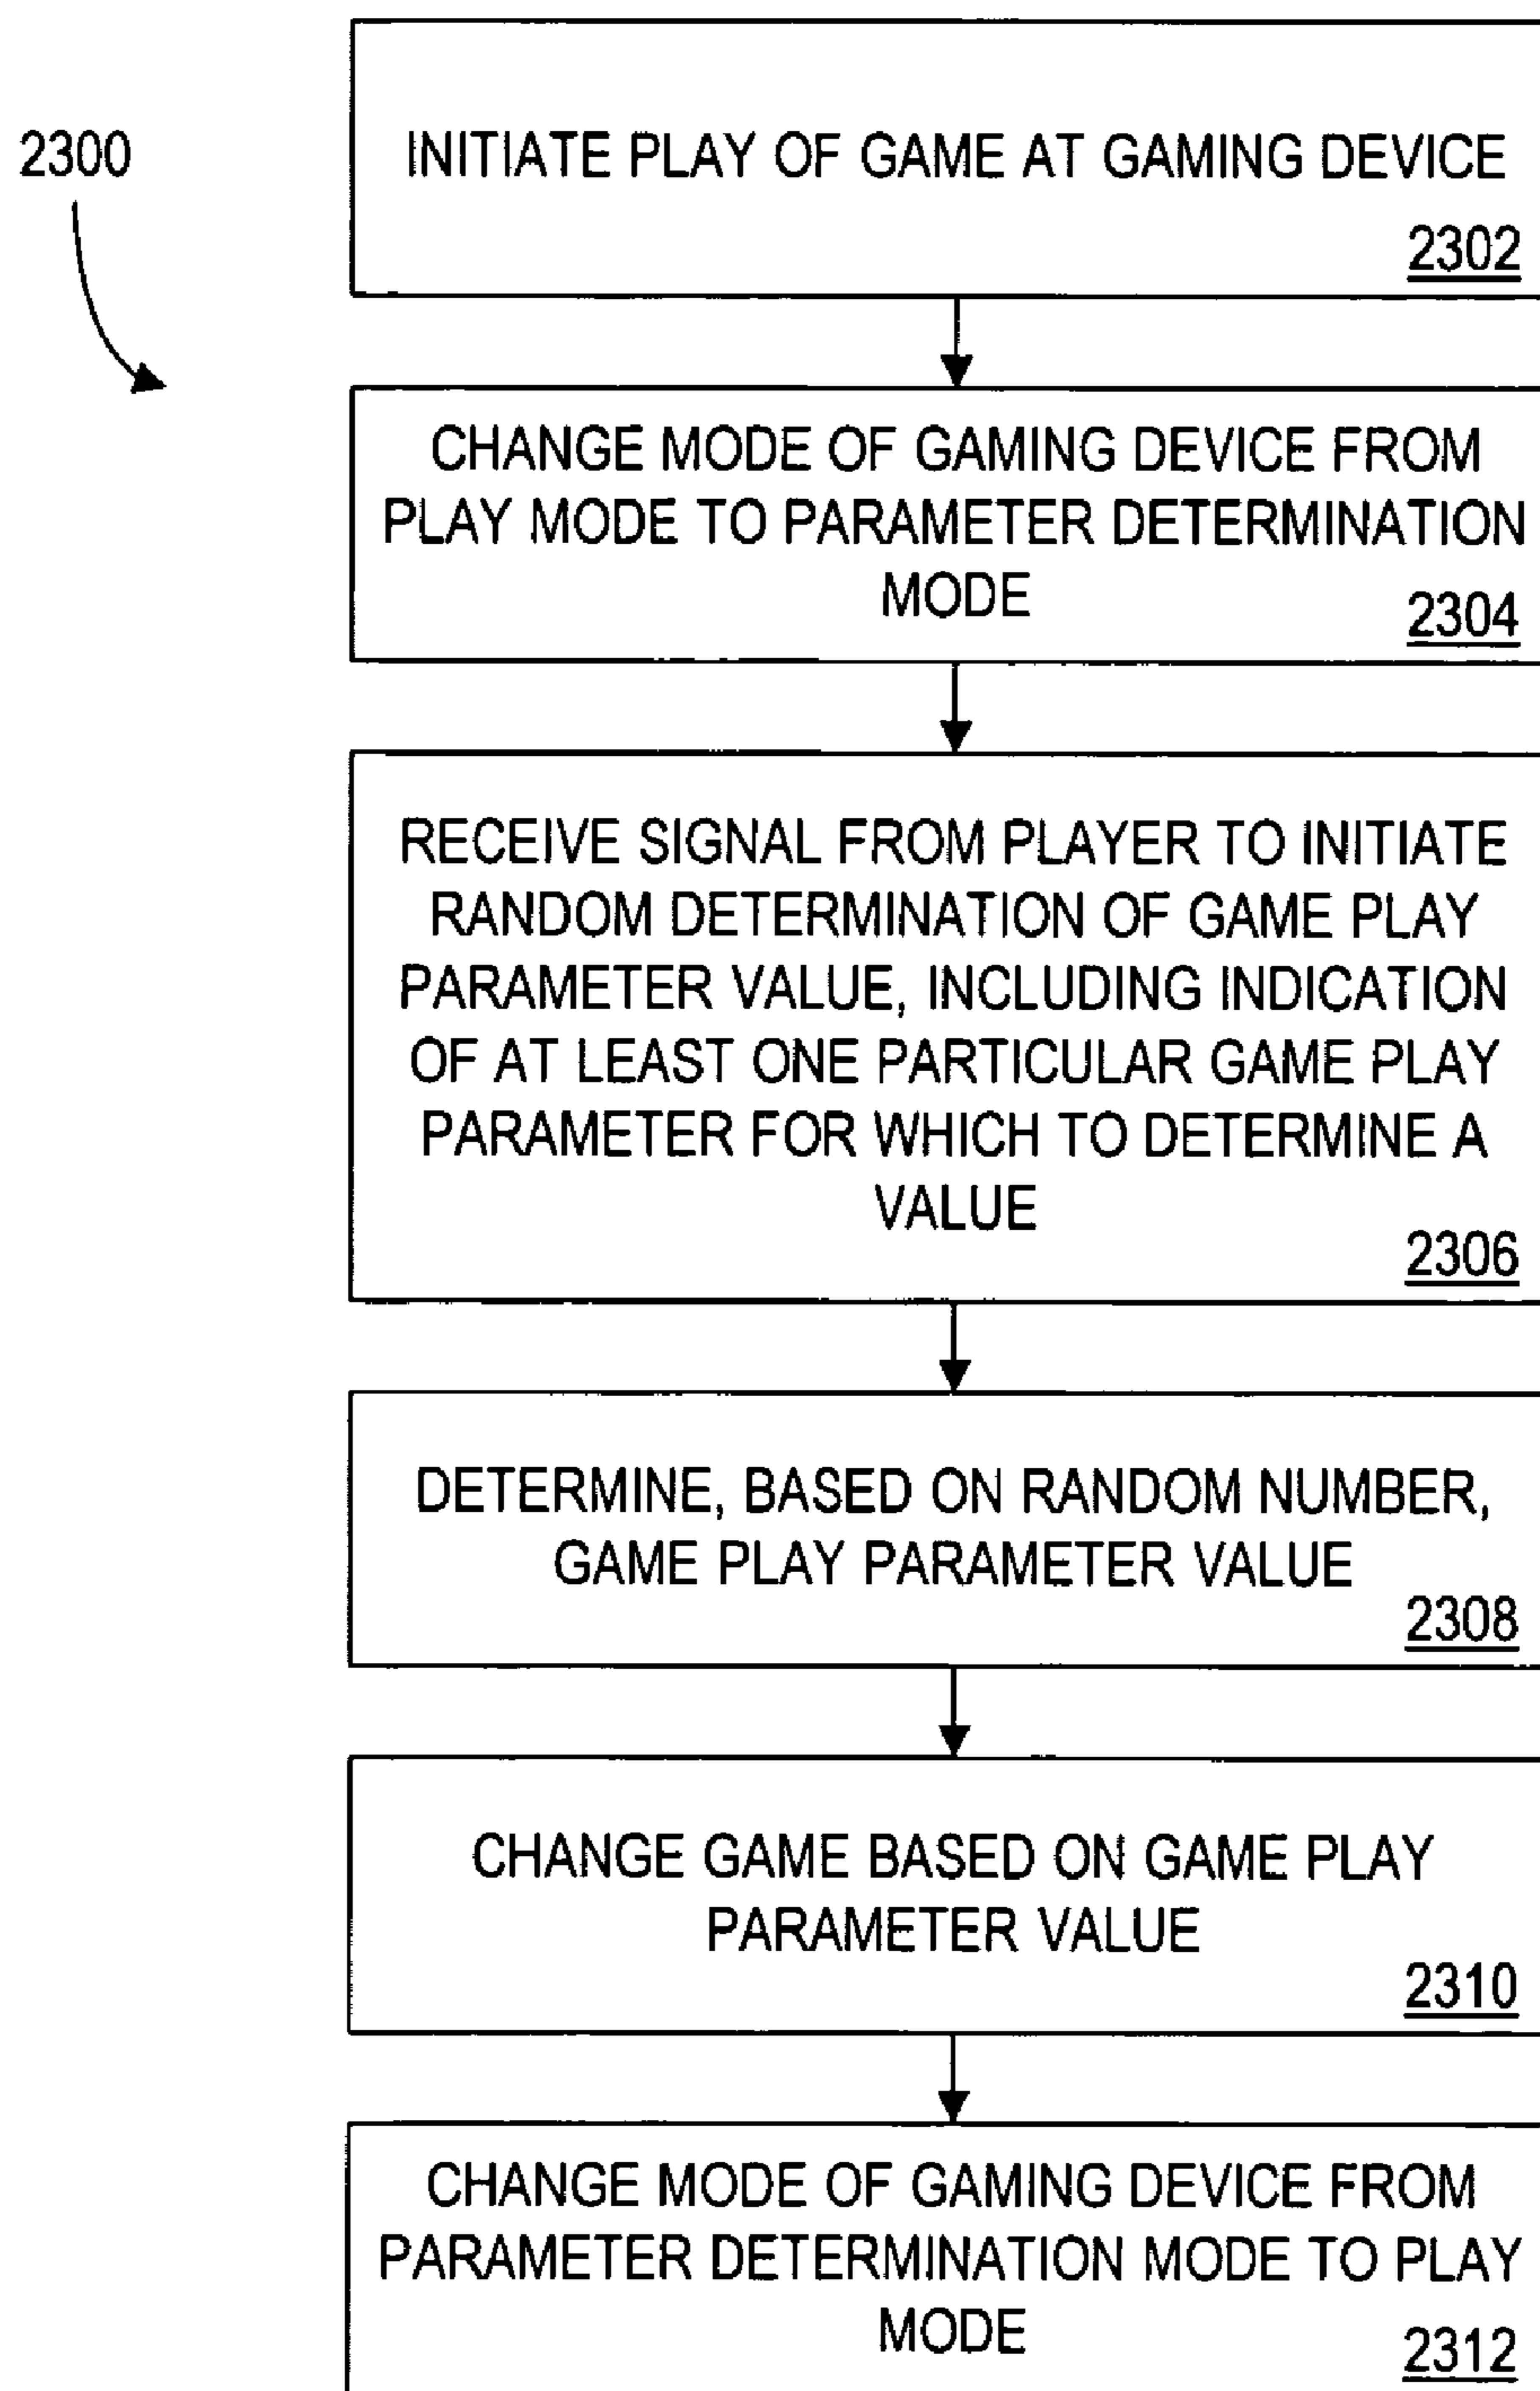 2300
INITIATE PLAY OF GAME AT GAMING DEVICE
2302
CHANGE MODE OF GAMING DEVICE FROM
PLAY MODE TO PARAMETER DETERMINATION
MODE
2304
RECEIVE SIGNAL FROM PLAYER TO INITIATE
RANDOM DETERMINATION OF GAME PLAY
PARAMETER VALUE, INCLUDING INDICATION
OF AT LEAST ONE PARTICULAR GAME PLAY
PARAMETER FOR WHICH TO DETERMINE A
VALUE
2306
DETERMINE, BASED ON RANDOM NUMBER,
GAME PLAY PARAMETER VALUE
2308
CHANGE GAME BASED ON GAME PLAY
PARAMETER VALUE
2310
CHANGE MODE OF GAMING DEVICE FROM
PARAMETER DETERMINATION MODE TO PLAY
MODE
2312